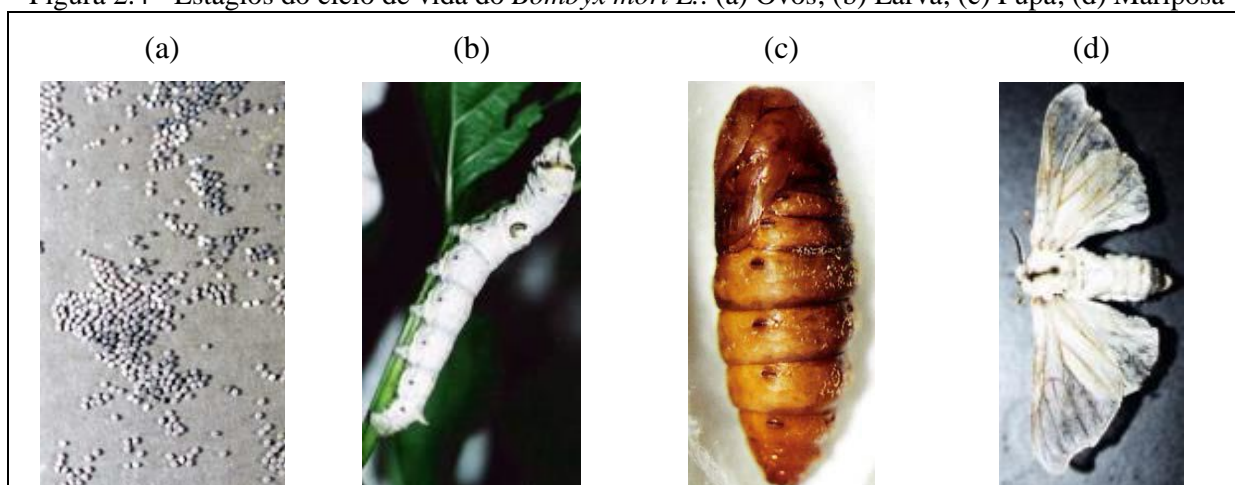 Figura 2.4 - Estágios do ciclo de vida do Bombyx mori L.: (a) Ovos; (b) Larva; (c) Pupa; (d) Mariposa
(a) (b) (c) (d)